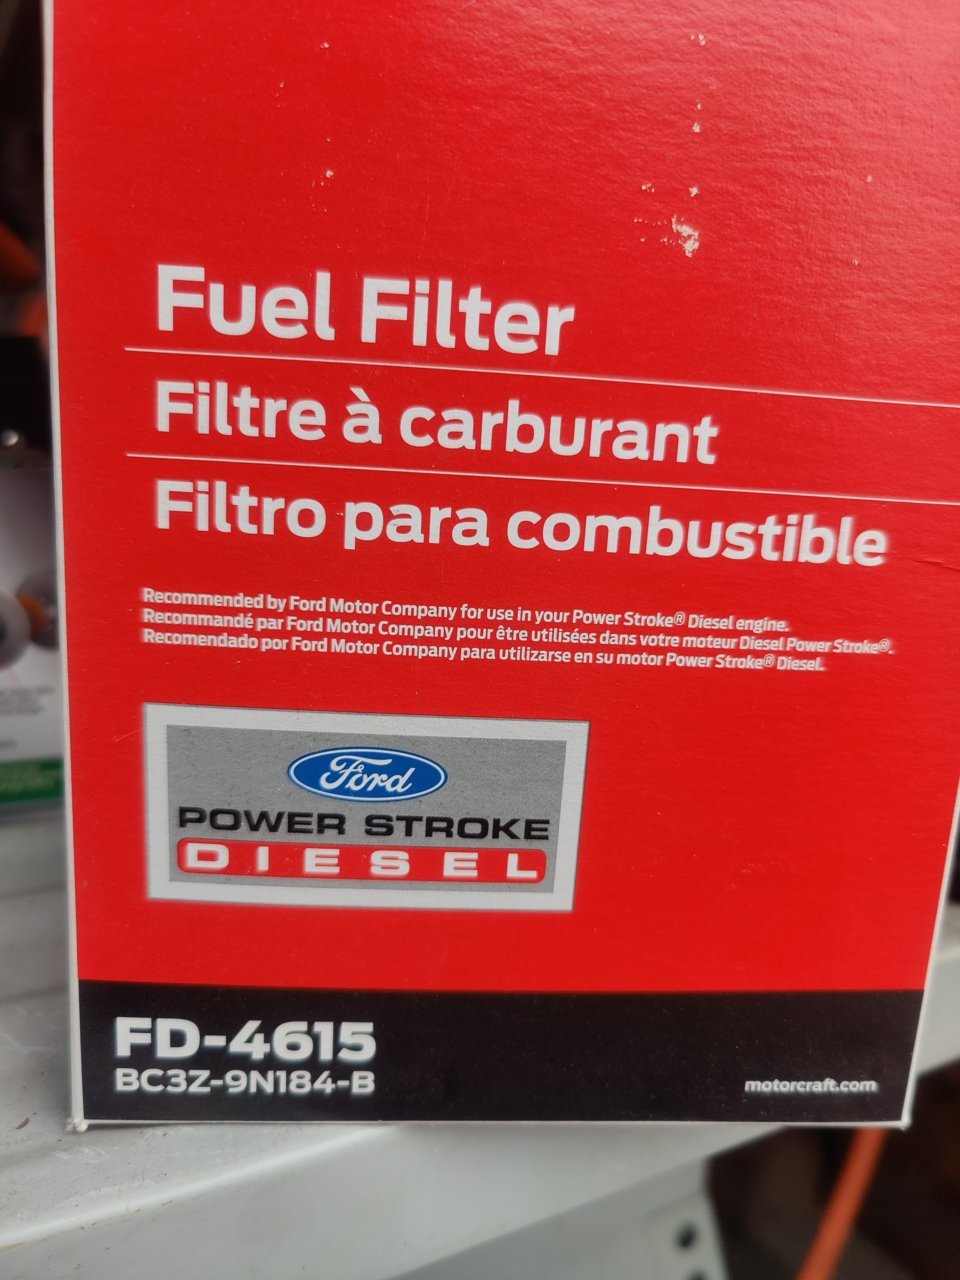 Fuel Filter
Filtre à carburant
Filtro para combustible
Recommended by Ford Motor Company for use in your Power Stroke® Diesel engine.
Recommandé par Ford Motor Company pour être utilisées dans votre moteur Diesel Power Stroke®.
Recomendado por Ford Motor Company para utilizarse en su motor Power Stroke® Diesel.
Ford
POWER STROKE
DIESEL
FD-4615
BC3Z-9N184-B
motorcraft.com